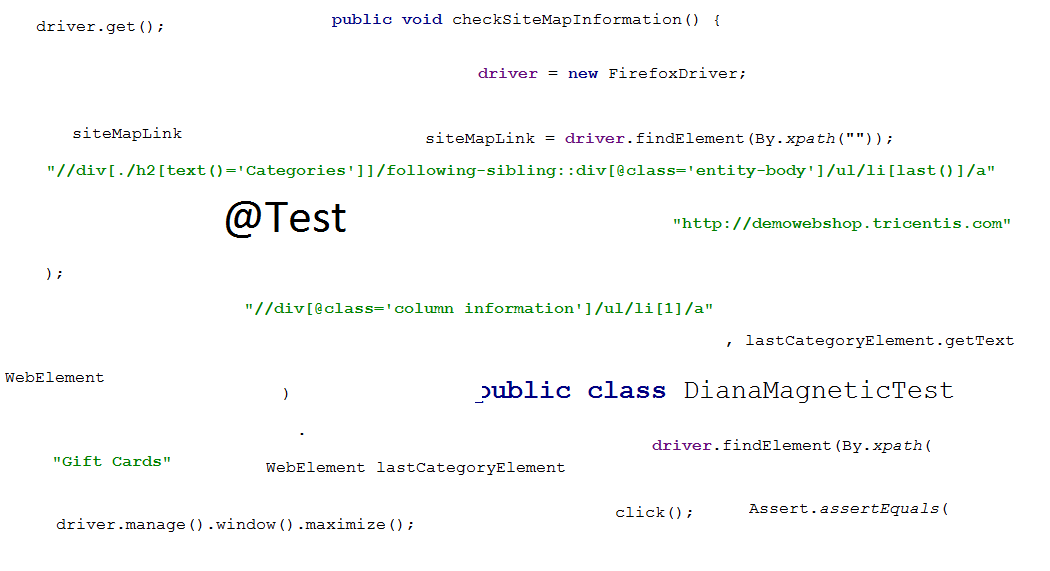 driver.get();
public void checkSiteMapInformation() {
driver = new FirefoxDriver;
siteMapLink
siteMapLink = driver.findElement(By.xpath(""));
"//div[./h2[text()='Categories']]/following-sibling::div[@class='entity-body']/ul/li[last()]/a"
@Test
"http://demowebshop.tricentis.com"
);
"//div[@class='column information']/ul/li[1]/a"
, lastCategoryElement.getText
WebElement
)
public class DianaMagneticTest
.
driver.findElement(By.xpath(
"Gift Cards"
WebElement lastCategoryElement
click();
Assert.assertEquals(
driver.manage().window().maximize();